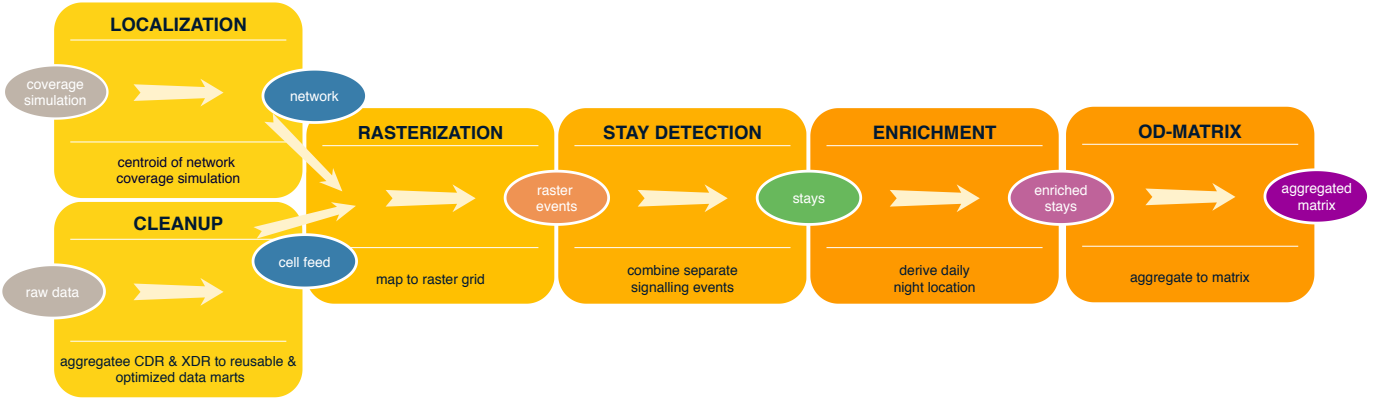 LOCALIZATION
coverage
simulation
network
centroid of network
coverage simulation
CLEANUP
raw data
cell feed
aggregatee CDR & XDR to reusable &
optimized data marts
RASTERIZATION
raster
events
map to raster grid
STAY DETECTION
stays
combine separate
signalling events
ENRICHMENT
enriched
stays
derive daily
night location
OD-MATRIX
aggregated
matrix
aggregate to matrix